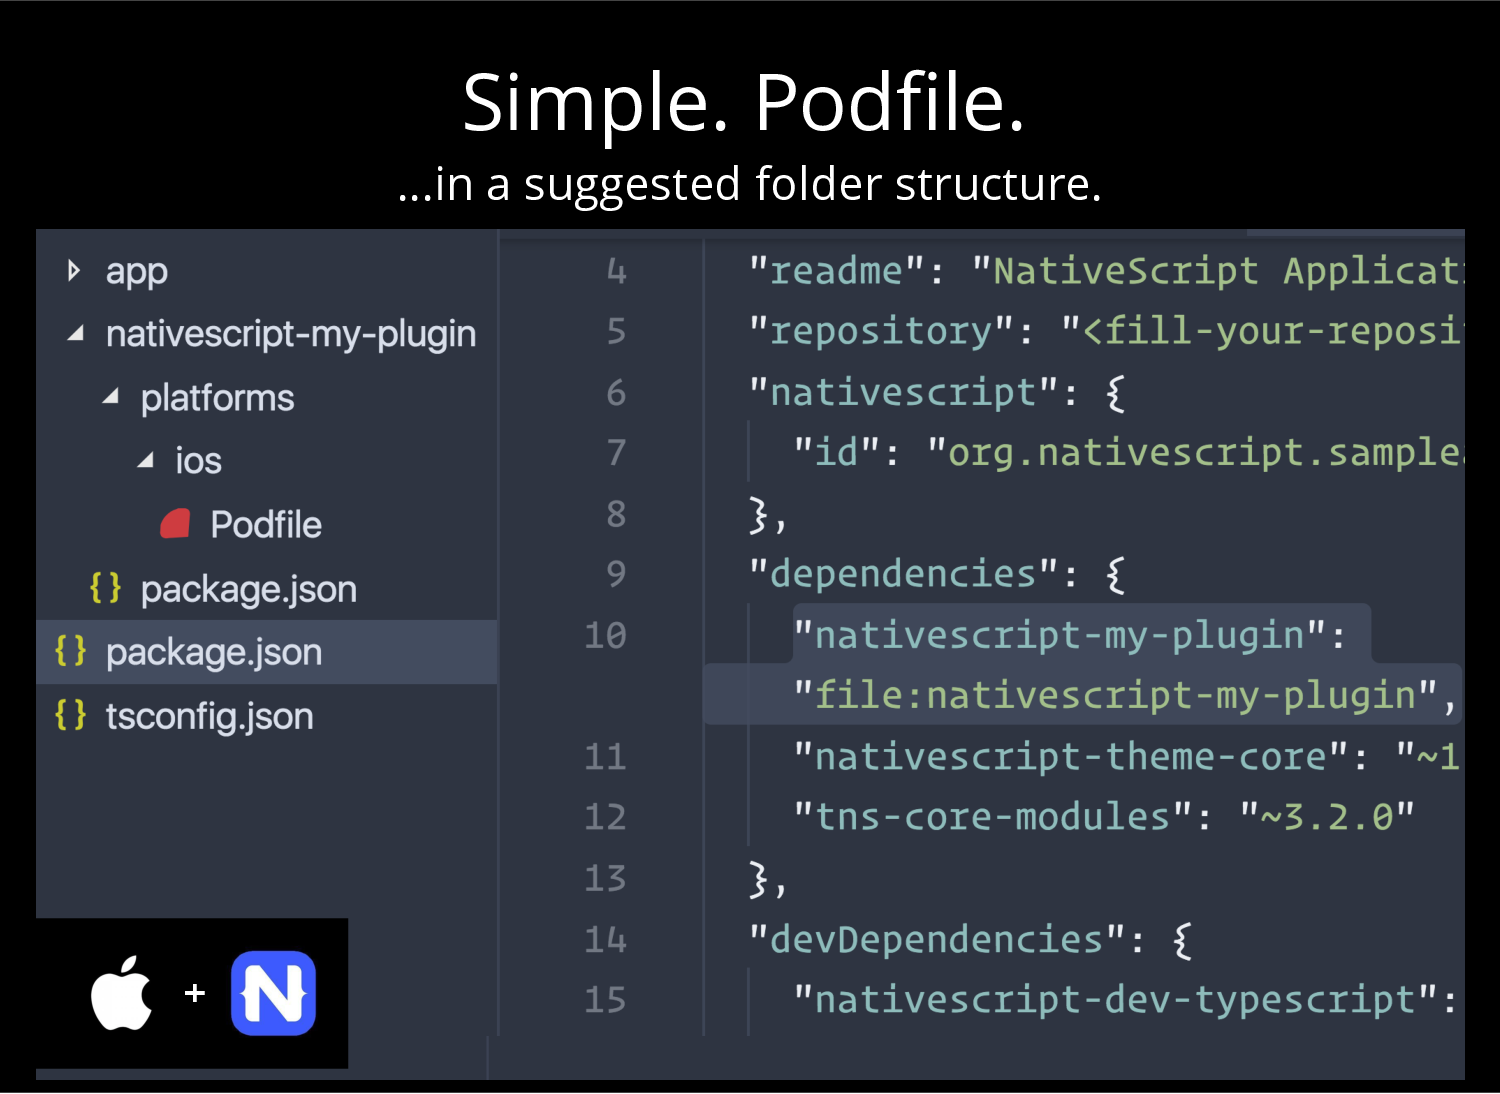 Simple. Podfile.
...in a suggested folder structure.
app
nativescript-my-plugin
platforms
ios
Podfile
{} package.json
{} package.json
{} tsconfig.json
4 "readme": "NativeScript Applicat
5 "repository": "<fill-your-reposi
6 "nativescript": {
7 "id": "org.nativescript.sample
8 },
9 "dependencies": {
10 "nativescript-my-plugin":
"file:nativescript-my-plugin",
11 "nativescript-theme-core": "~1
12 "tns-core-modules": "~3.2.0"
13 },
14 "devDependencies": {
15 "nativescript-dev-typescript":
+ N